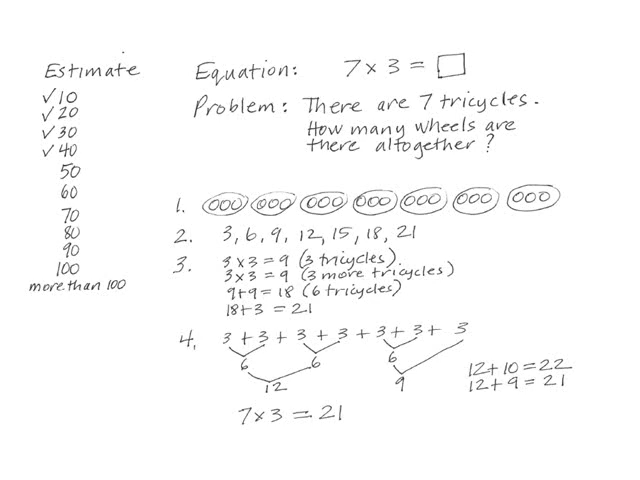 Estimate
✓10
✓20
✓30
✓40
50
60
70
80
90
100
more than 100
Equation: 7 × 3 = □
Problem: There are 7 tricycles.
How many wheels are
there altogether?
1. 000 000 000 000 000 000 000
2. 3, 6, 9, 12, 15, 18, 21
3. 3×3=9 (3 tricycles)
3×3=9 (3 more tricycles)
9+9=18 (6 tricycles)
18+3=21
4. 3+3+3+3+3+3+3
6 6 6
12 9
12+10=22
12+9=21
7×3=21